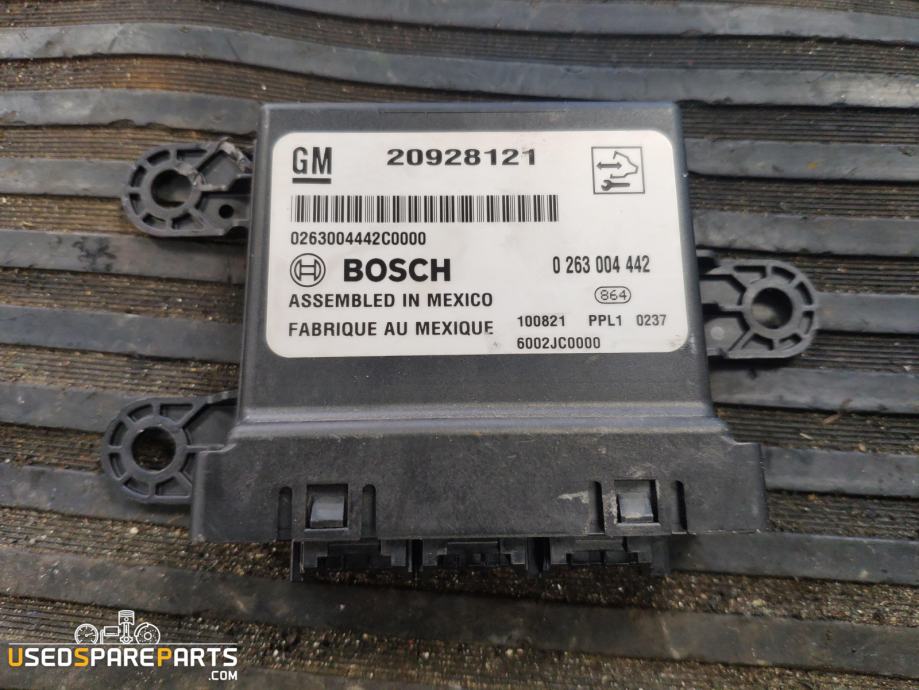 GM 20928121
0263004442C0000
BOSCH 0 263 004 442
ASSEMBLED IN MEXICO 864
FABRIQUE AU MEXIQUE 100821 PPL1 0237
6002JC0000
USEDSPAREPARTS
.COM